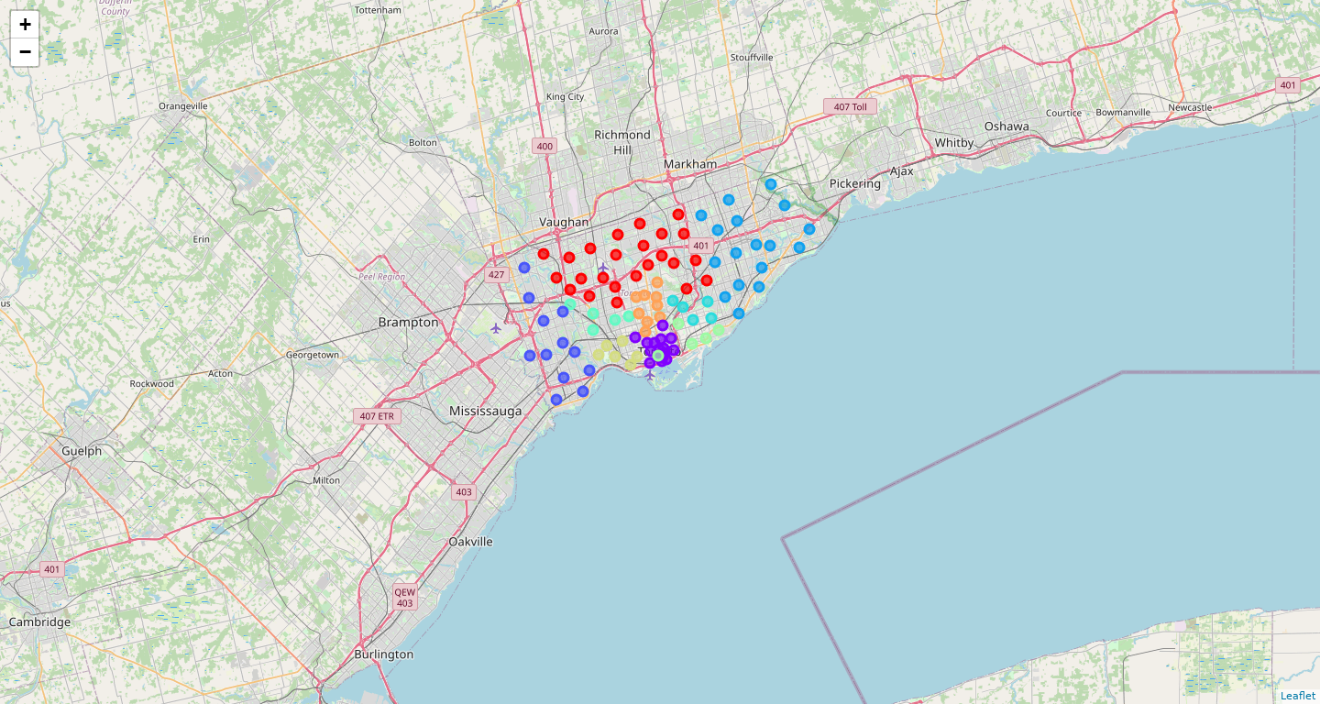 Dufferin
County
Tottenham
+
−
Aurora
Stouffville
King City
Orangeville
407 Toll
401
Courtice
Bowmanville
Newcastle
Oshawa
Whitby
Richmond
Hill
400
Bolton
Markham
Ajax
Pickering
Vaughan
Erin
401
Peel Region
427
Brampton
Georgetown
Acton
Rockwood
407 ETR
Mississauga
Guelph
Milton
403
Oakville
401
QEW
403
Cambridge
Burlington
Leaflet